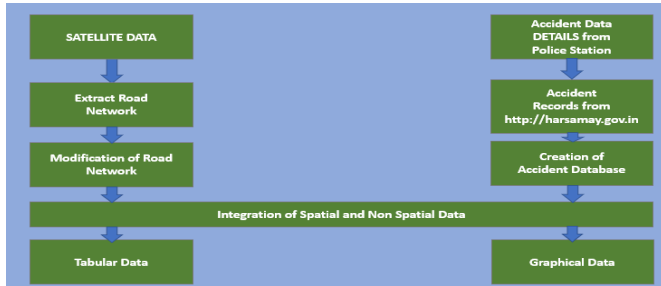 SATELLITE DATA
Extract Road
Network
Modification of Road
Network
Accident Data
DETAILS from
Police Station
Accident
Records from
http://harsamay.gov.in
Creation of
Accident Database
Integration of Spatial and Non Spatial Data
Tabular Data
Graphical Data